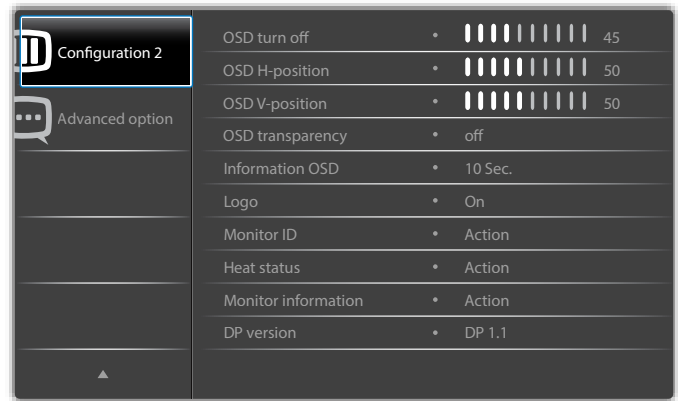 Configuration 2
Advanced option
OSD turn off • 45
OSD H-position • 50
OSD V-position • 50
OSD transparency • off
Information OSD • 10 Sec.
Logo • On
Monitor ID • Action
Heat status • Action
Monitor information • Action
DP version • DP 1.1